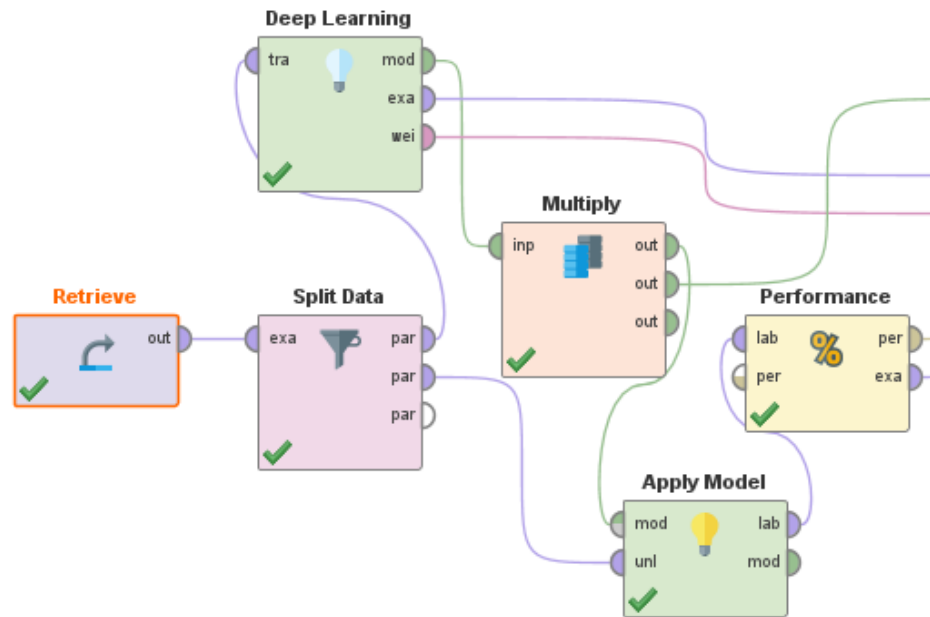 Deep Learning
tra
mod
exa
wei
Multiply
inp
out
out
out
Retrieve
out
Split Data
exa
par
par
par
Performance
lab
per
per
exa
Apply Model
mod
lab
unl
mod